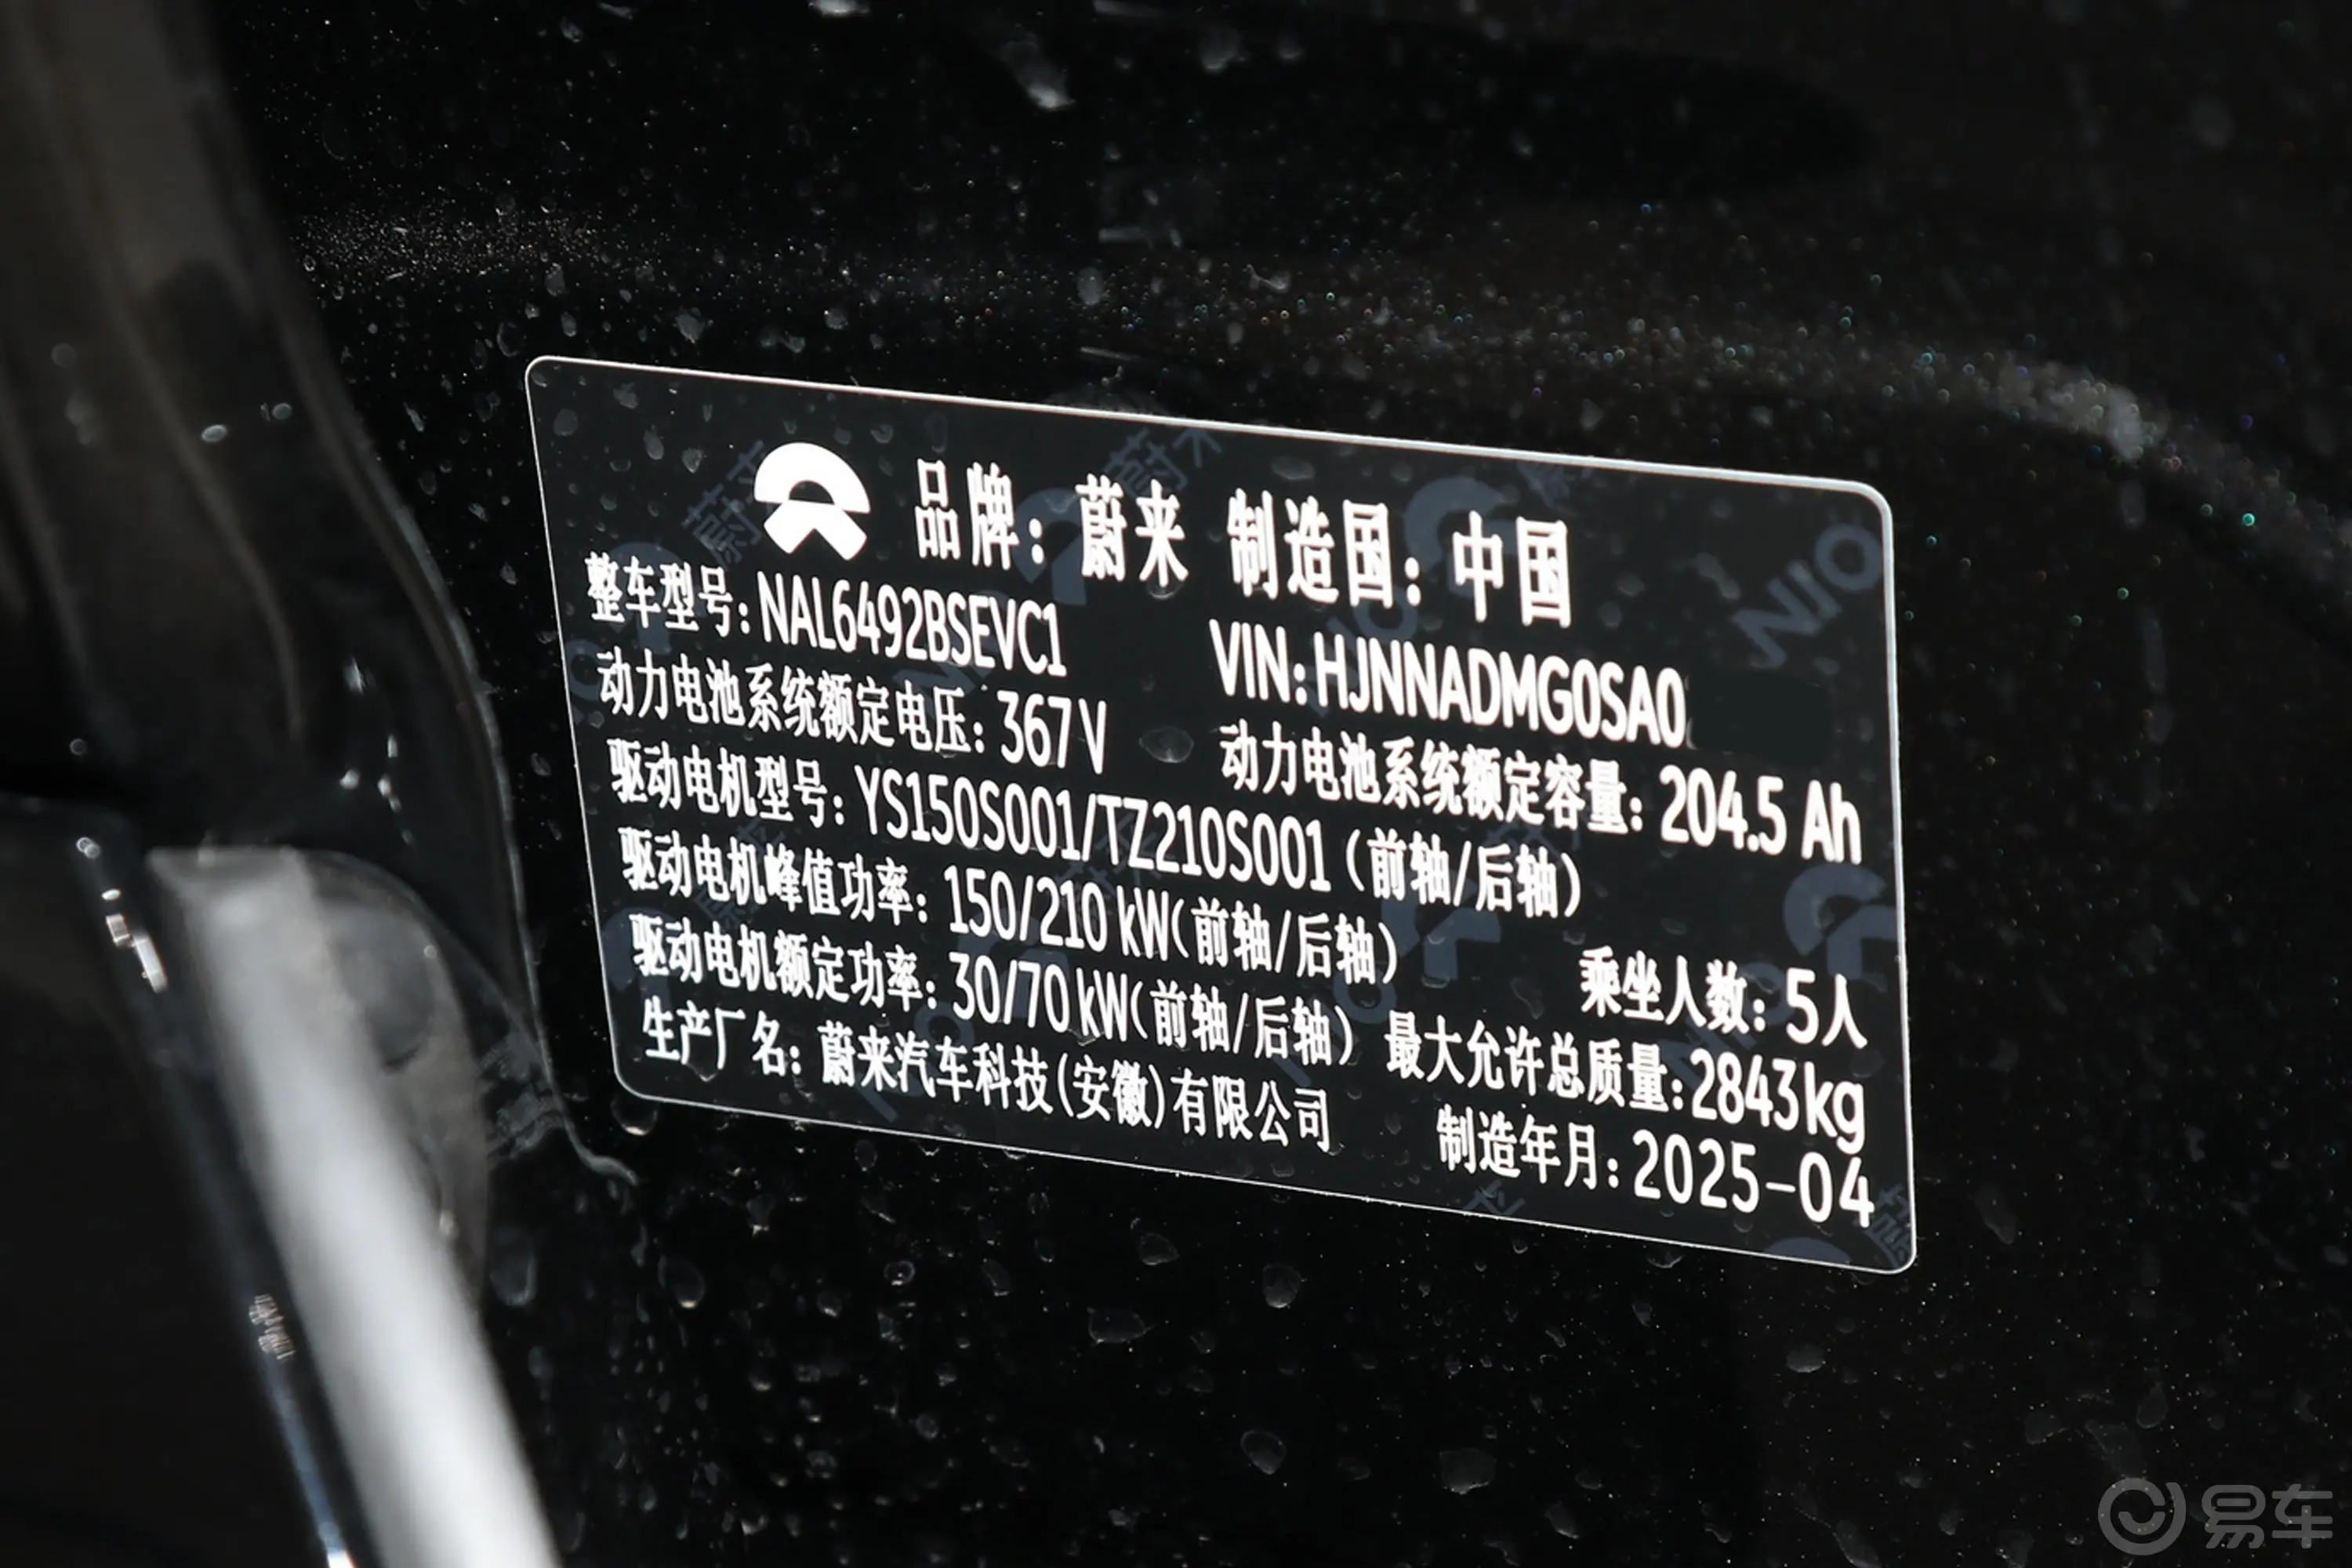 品牌：蔚来 制造国：中国
整车型号：NAL6492BSEVC1 VIN：HJNNADMG0SA0
动力电池系统额定电压：367V 动力电池系统额定容量：204.5 Ah
驱动电机型号：YS150S001/TZ210S001（前轴/后轴）
驱动电机峰值功率：150/210 kW（前轴/后轴） 乘坐人数：5人
驱动电机额定功率：30/70 kW（前轴/后轴） 最大允许总质量：2843kg
生产厂名：蔚来汽车科技（安徽）有限公司 制造年月：2025-04
易车